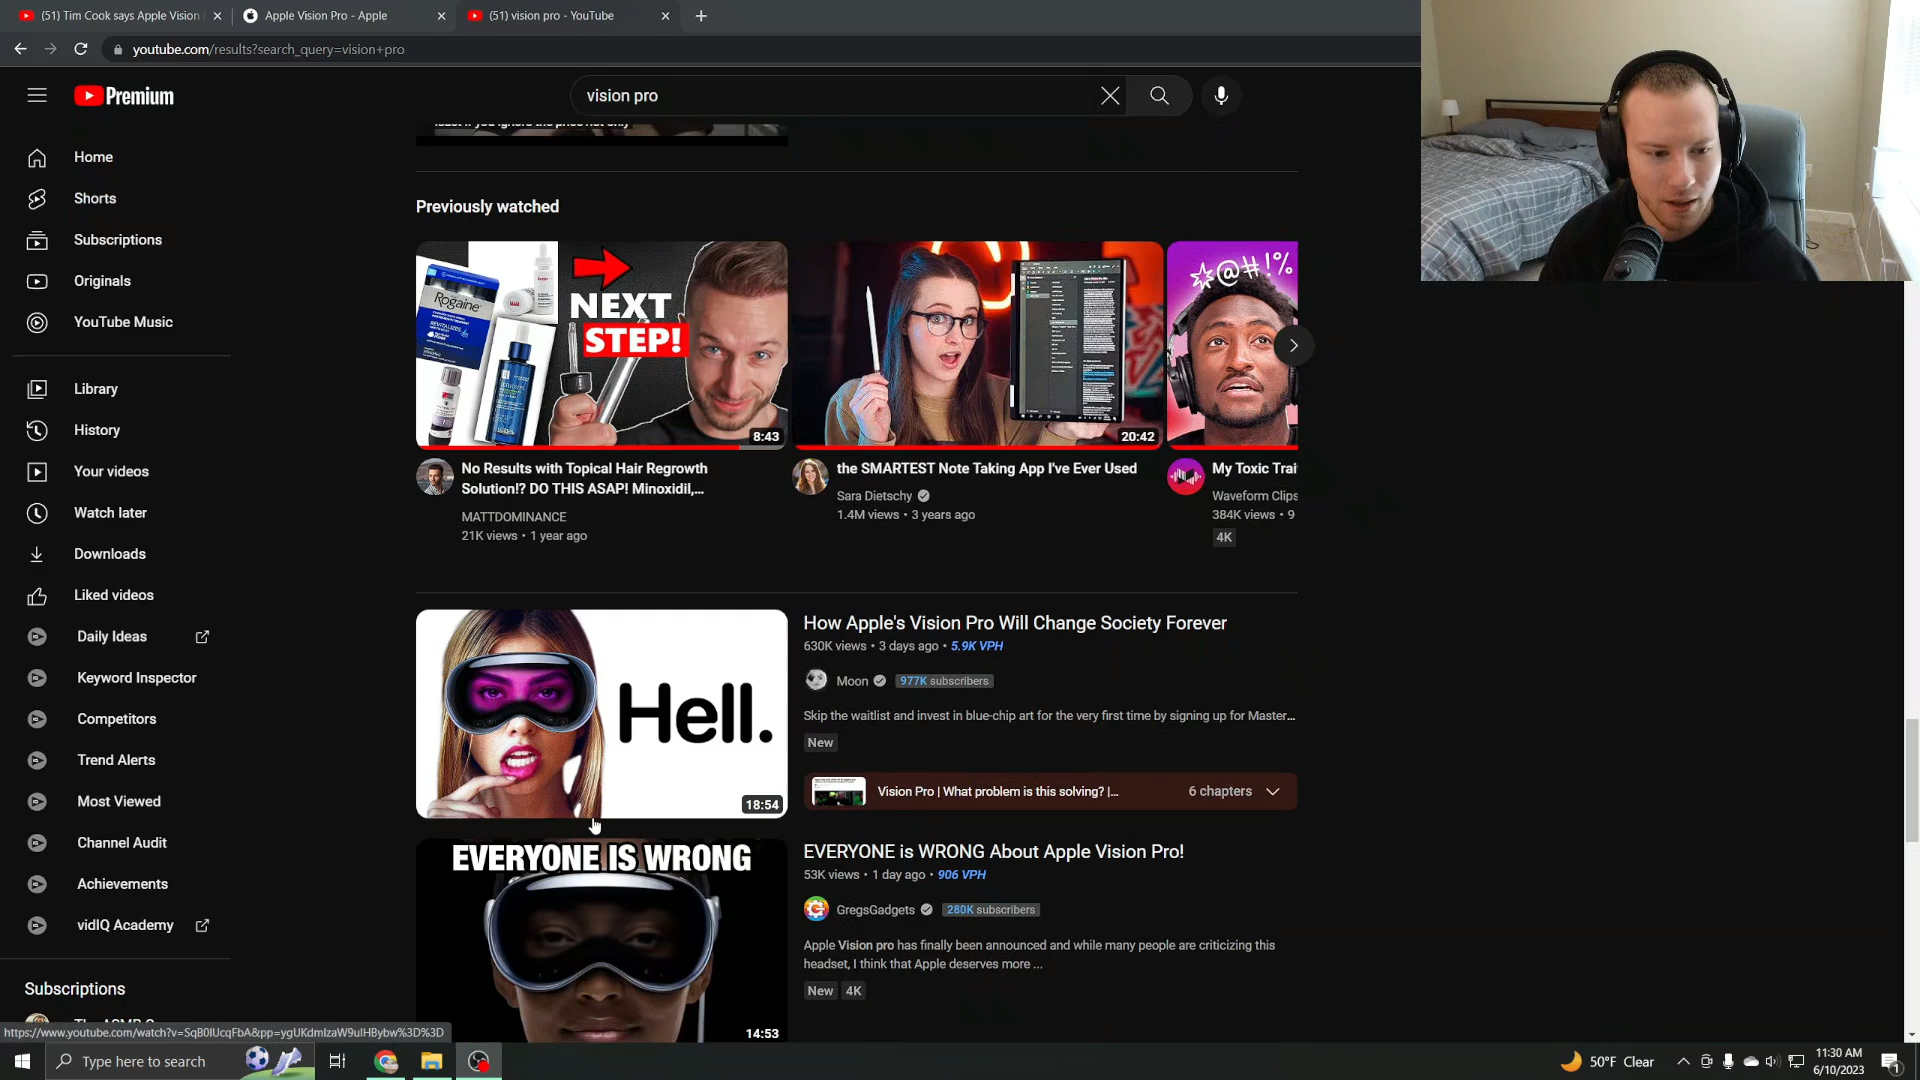 (51) Tim Cook says Apple Vision
Apple Vision Pro - Apple
(51) vision pro - YouTube
youtube.com/results?search_query=vision+pro
Premium
vision pro
Home
Shorts
Subscriptions
Originals
YouTube Music
Library
History
Your videos
Watch later
Downloads
Liked videos
Daily Ideas
Keyword Inspector
Competitors
Trend Alerts
Most Viewed
Channel Audit
Achievements
vidIQ Academy
Subscriptions
Previously watched
Rogaine
NEXT
STEP!
8:43
No Results with Topical Hair Regrowth
Solution!? DO THIS ASAP! Minoxidil,...
MATTDOMINANCE
21K views • 1 year ago
20:42
the SMARTEST Note Taking App I've Ever Used
Sara Dietschy
1.4M views • 3 years ago
*@#!%
My Toxic Trai
Waveform Clips
384K views • 9
4K
Hell.
18:54
How Apple's Vision Pro Will Change Society Forever
630K views • 3 days ago • 5.9K VPH
Moon 977K subscribers
Skip the waitlist and invest in blue-chip art for the very first time by signing up for Master...
New
Vision Pro | What problem is this solving? |... 6 chapters
EVERYONE IS WRONG
14:53
EVERYONE is WRONG About Apple Vision Pro!
53K views • 1 day ago • 906 VPH
GregsGadgets 280K subscribers
Apple Vision pro has finally been announced and while many people are criticizing this
headset, I think that Apple deserves more ...
New 4K
https://www.youtube.com/watch?v=SqB0lUcqFbA&pp=ygUKdmlzaW9uIHBybw%3D%3D
Type here to search
50°F Clear
11:30 AM
6/10/2023
1